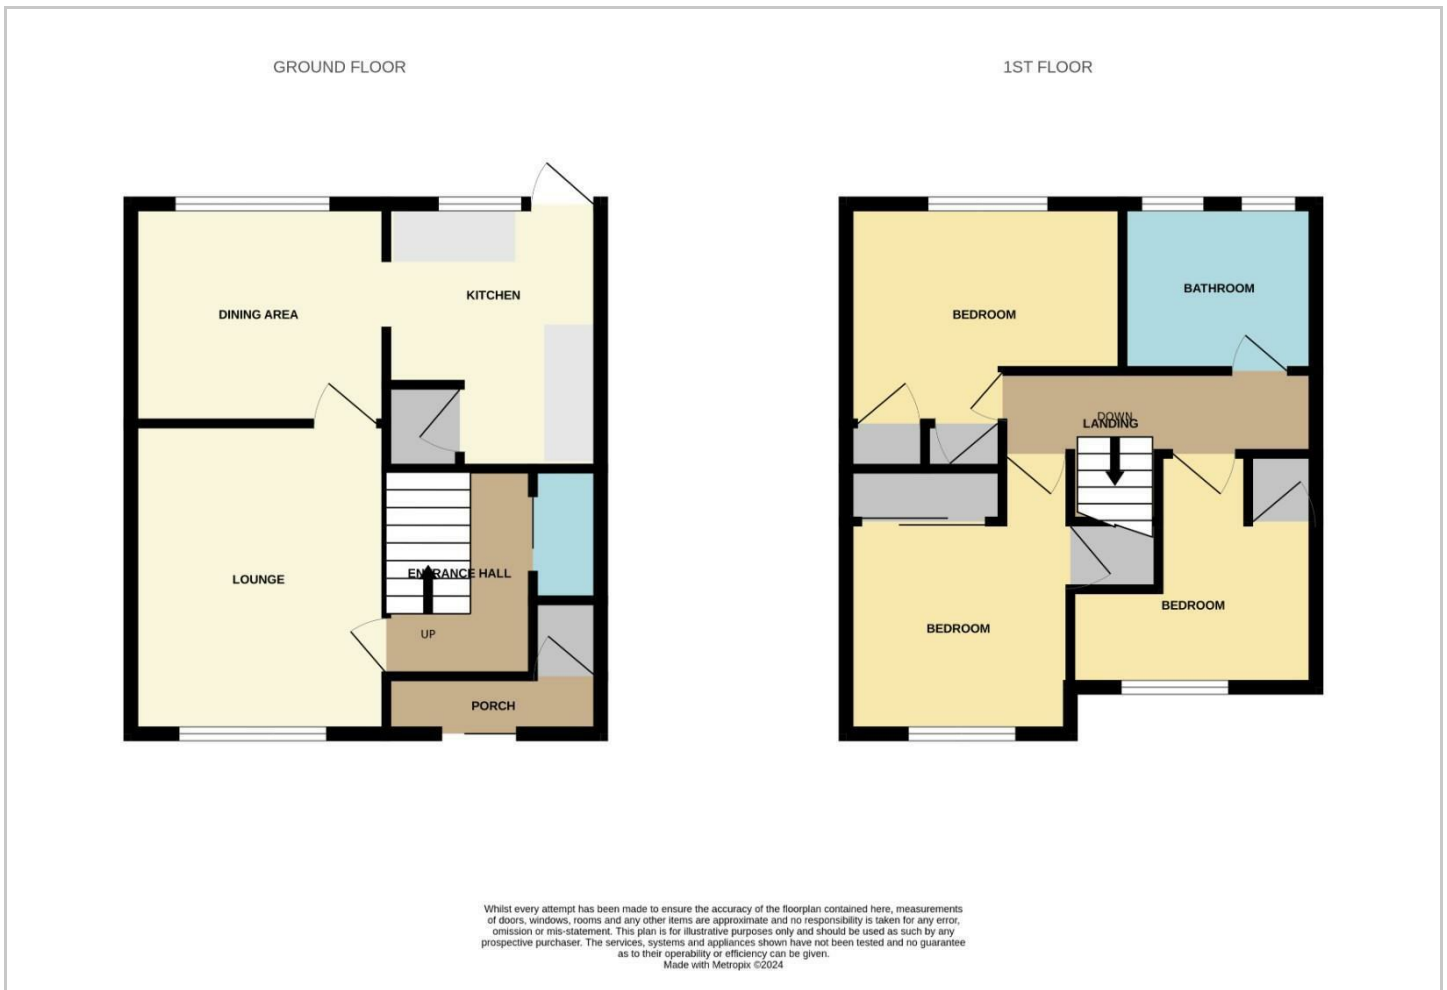 GROUND FLOOR
1ST FLOOR
DINING AREA
KITCHEN
LOUNGE
ENTRANCE HALL
UP
PORCH
BEDROOM
BATHROOM
DOWN
LANDING
BEDROOM
BEDROOM
Whilst every attempt has been made to ensure the accuracy of the floorplan contained here, measurements
of doors, windows, rooms and any other items are approximate and no responsibility is taken for any error,
omission or mis-statement. This plan is for illustrative purposes only and should be used as such by any
prospective purchaser. The services, systems and appliances shown have not been tested and no guarantee
as to their operability or efficiency can be given.
Made with Metropix ©2024